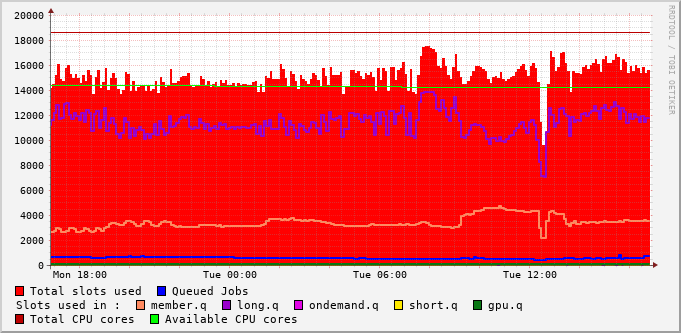 20000
18000
16000
14000
12000
10000
8000
6000
4000
2000
0
Mon 18:00 Tue 00:00 Tue 06:00 Tue 12:00
RRDTOOL / TOBI OETIKER
Total slots used Queued Jobs
Slots used in : member.q long.q ondemand.q short.q gpu.q
Total CPU cores Available CPU cores